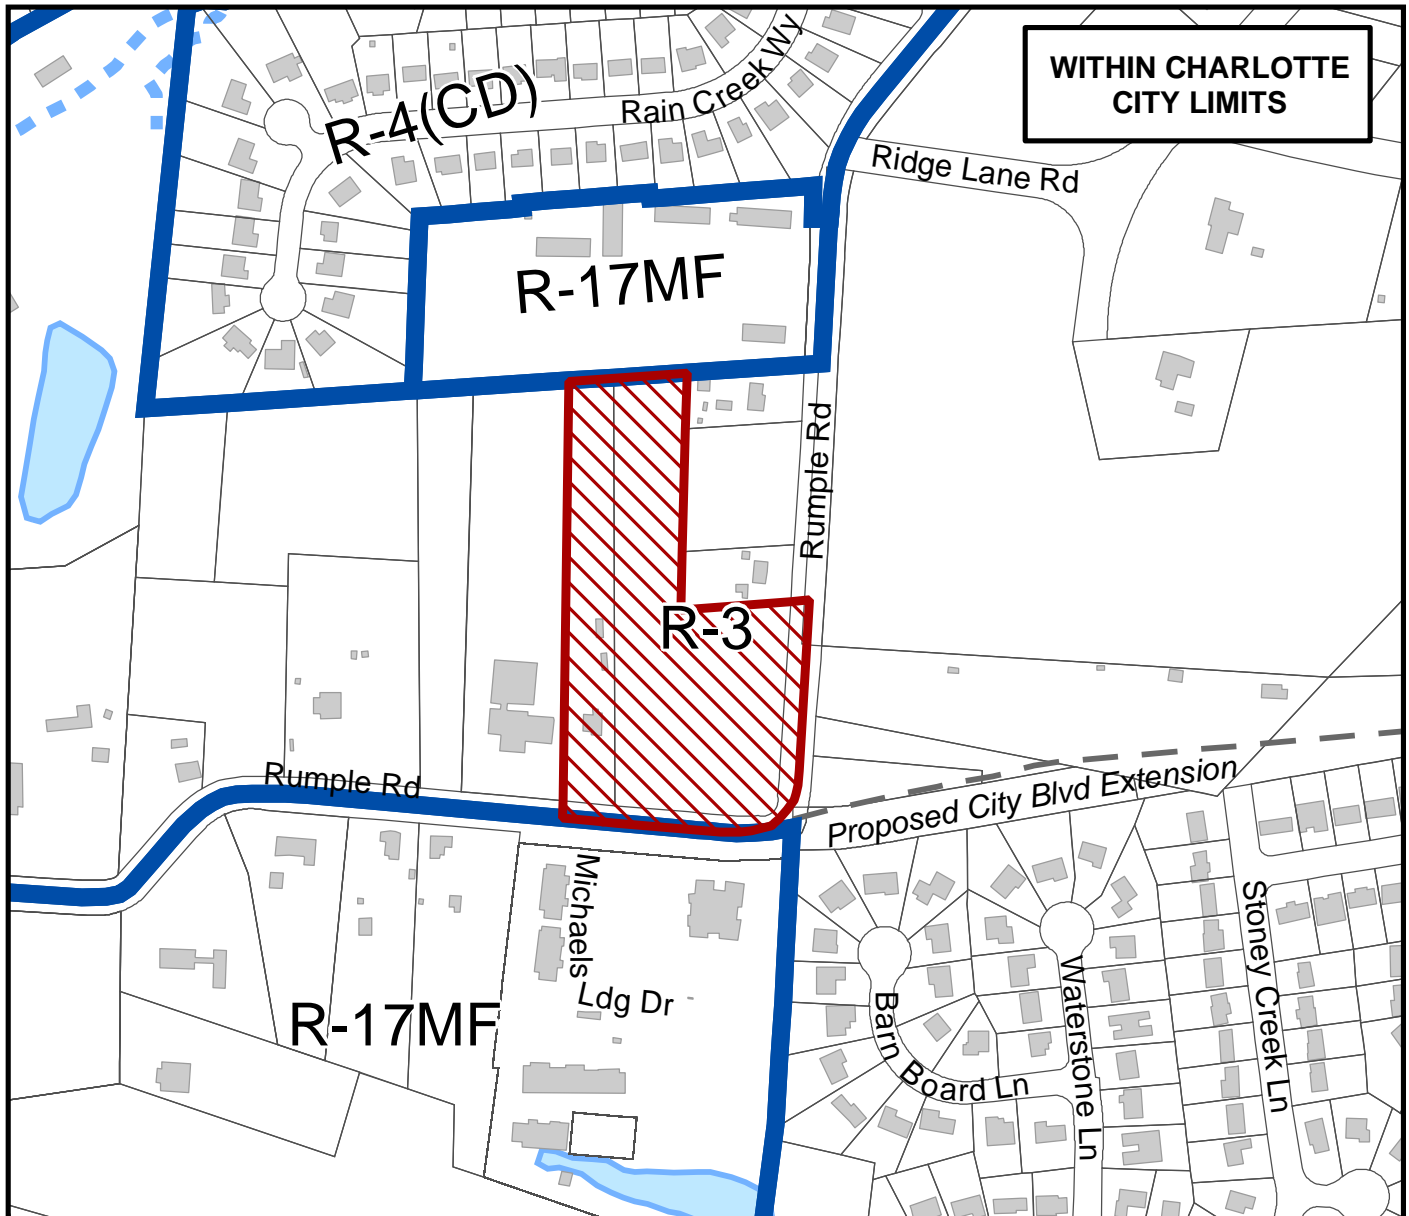 WITHIN CHARLOTTE
CITY LIMITS
Rain Creek Wy
R-4(CD)
Ridge Lane Rd
R-17MF
Rumple Rd
R-3
Rumple Rd
Proposed City Blvd Extension
Michaels
Ldg Dr
R-17MF
Barn
Board Ln
Waterstone Ln
Stoney Creek Ln